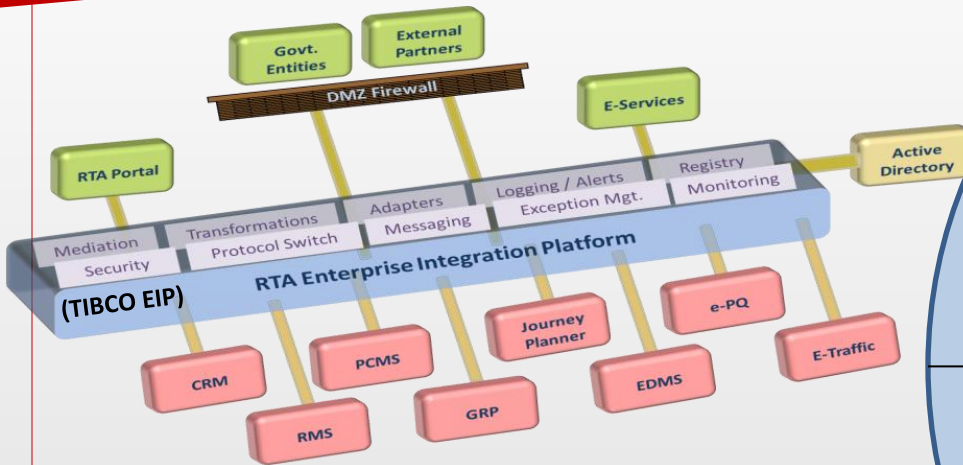 Govt.
Entities
External
Partners
DMZ Firewall
E-Services
RTA Portal
Active
Directory
Mediation
Transformations
Adapters
Logging / Alerts
Registry
Security
Protocol Switch
Messaging
Exception Mgt.
Monitoring
RTA Enterprise Integration Platform
(TIBCO EIP)
CRM
RMS
PCMS
GRP
Journey
Planner
EDMS
e-PQ
E-Traffic